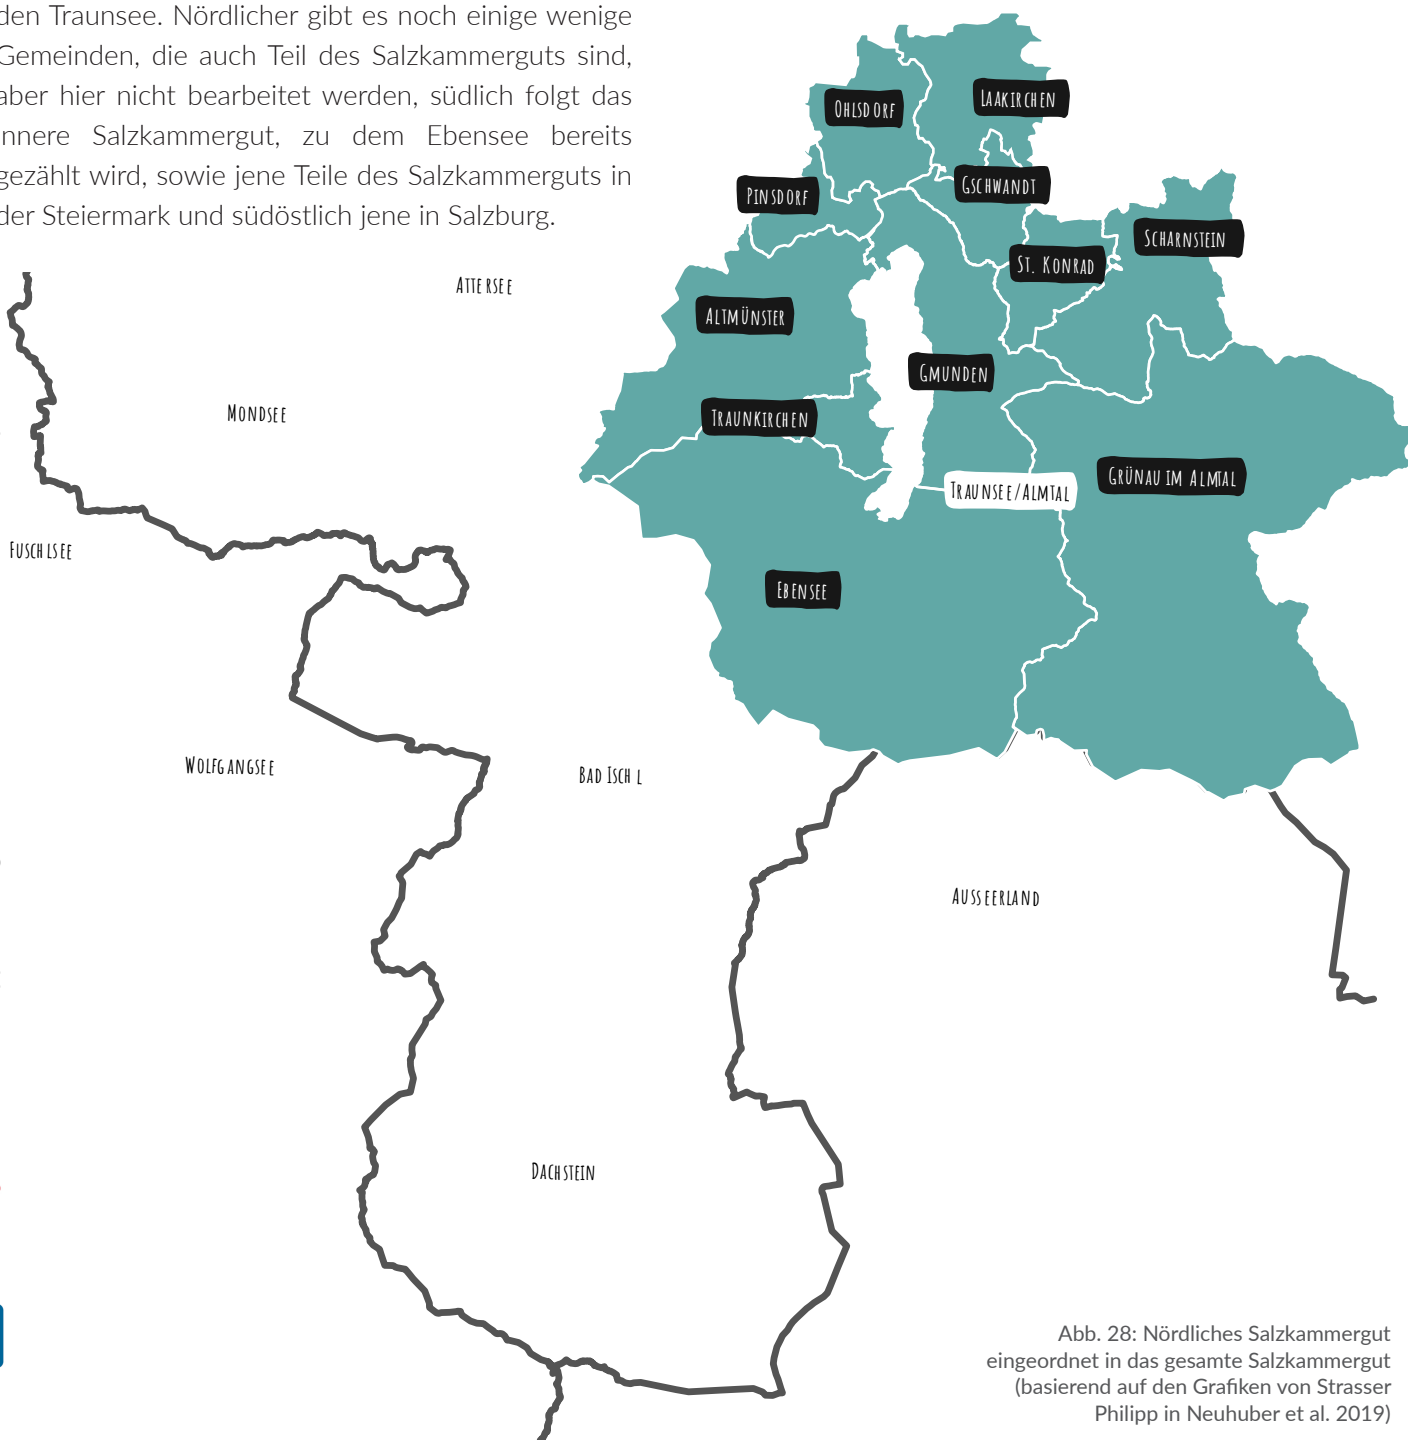 den Traunsee. Nördlicher gibt es noch einige wenige
Gemeinden, die auch Teil des Salzkammerguts sind,
aber hier nicht bearbeitet werden, südlich folgt das
innere Salzkammergut, zu dem Ebensee bereits
gezählt wird, sowie jene Teile des Salzkammerguts in
der Steiermark und südöstlich jene in Salzburg.
Ohlsdorf
Laakirchen
Pinsdorf
Gschwandt
Scharnstein
St. Konrad
Attersee
Altmünster
Gmunden
Mondsee
Traunkirchen
Grünau im Almtal
Traunsee/Almtal
Fuschlsee
Ebensee
Wolfgangsee
Bad Ischl
Ausseerland
Dachstein
Abb. 28: Nördliches Salzkammergut
eingeordnet in das gesamte Salzkammergut
(basierend auf den Grafiken von Strasser
Philipp in Neuhuber et al. 2019)